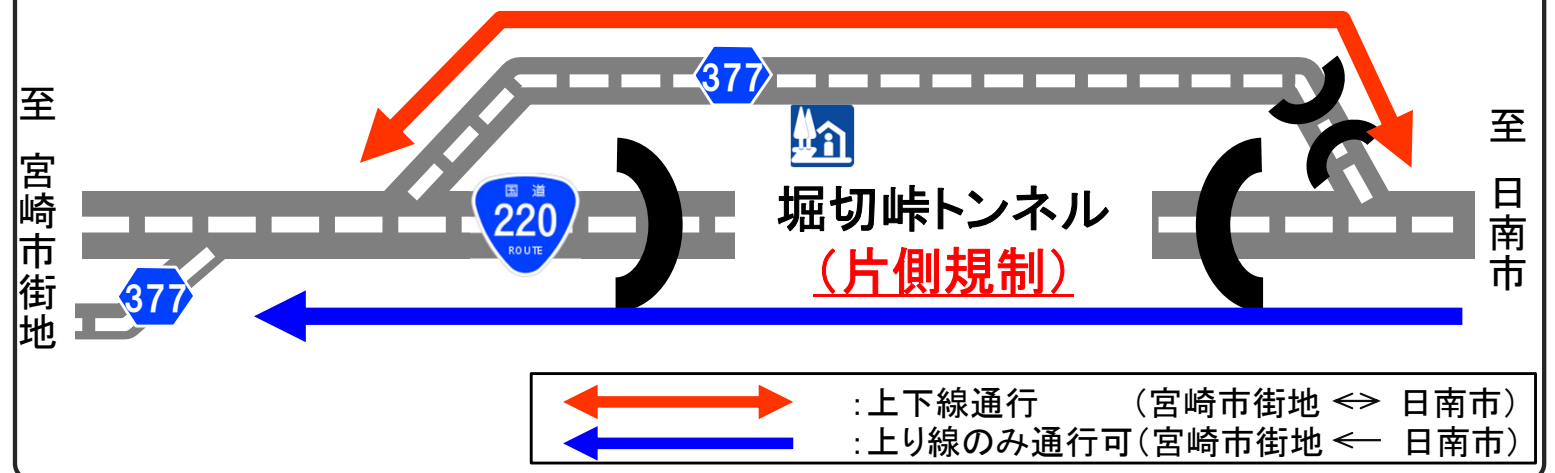 377
至 宮崎市街地
国道
220
ROUTE
377
堀切峠トンネル
（片側規制）
至 日南市
:上下線通行 （宮崎市街地 <=> 日南市）
:上り線のみ通行可（宮崎市街地 ← 日南市）